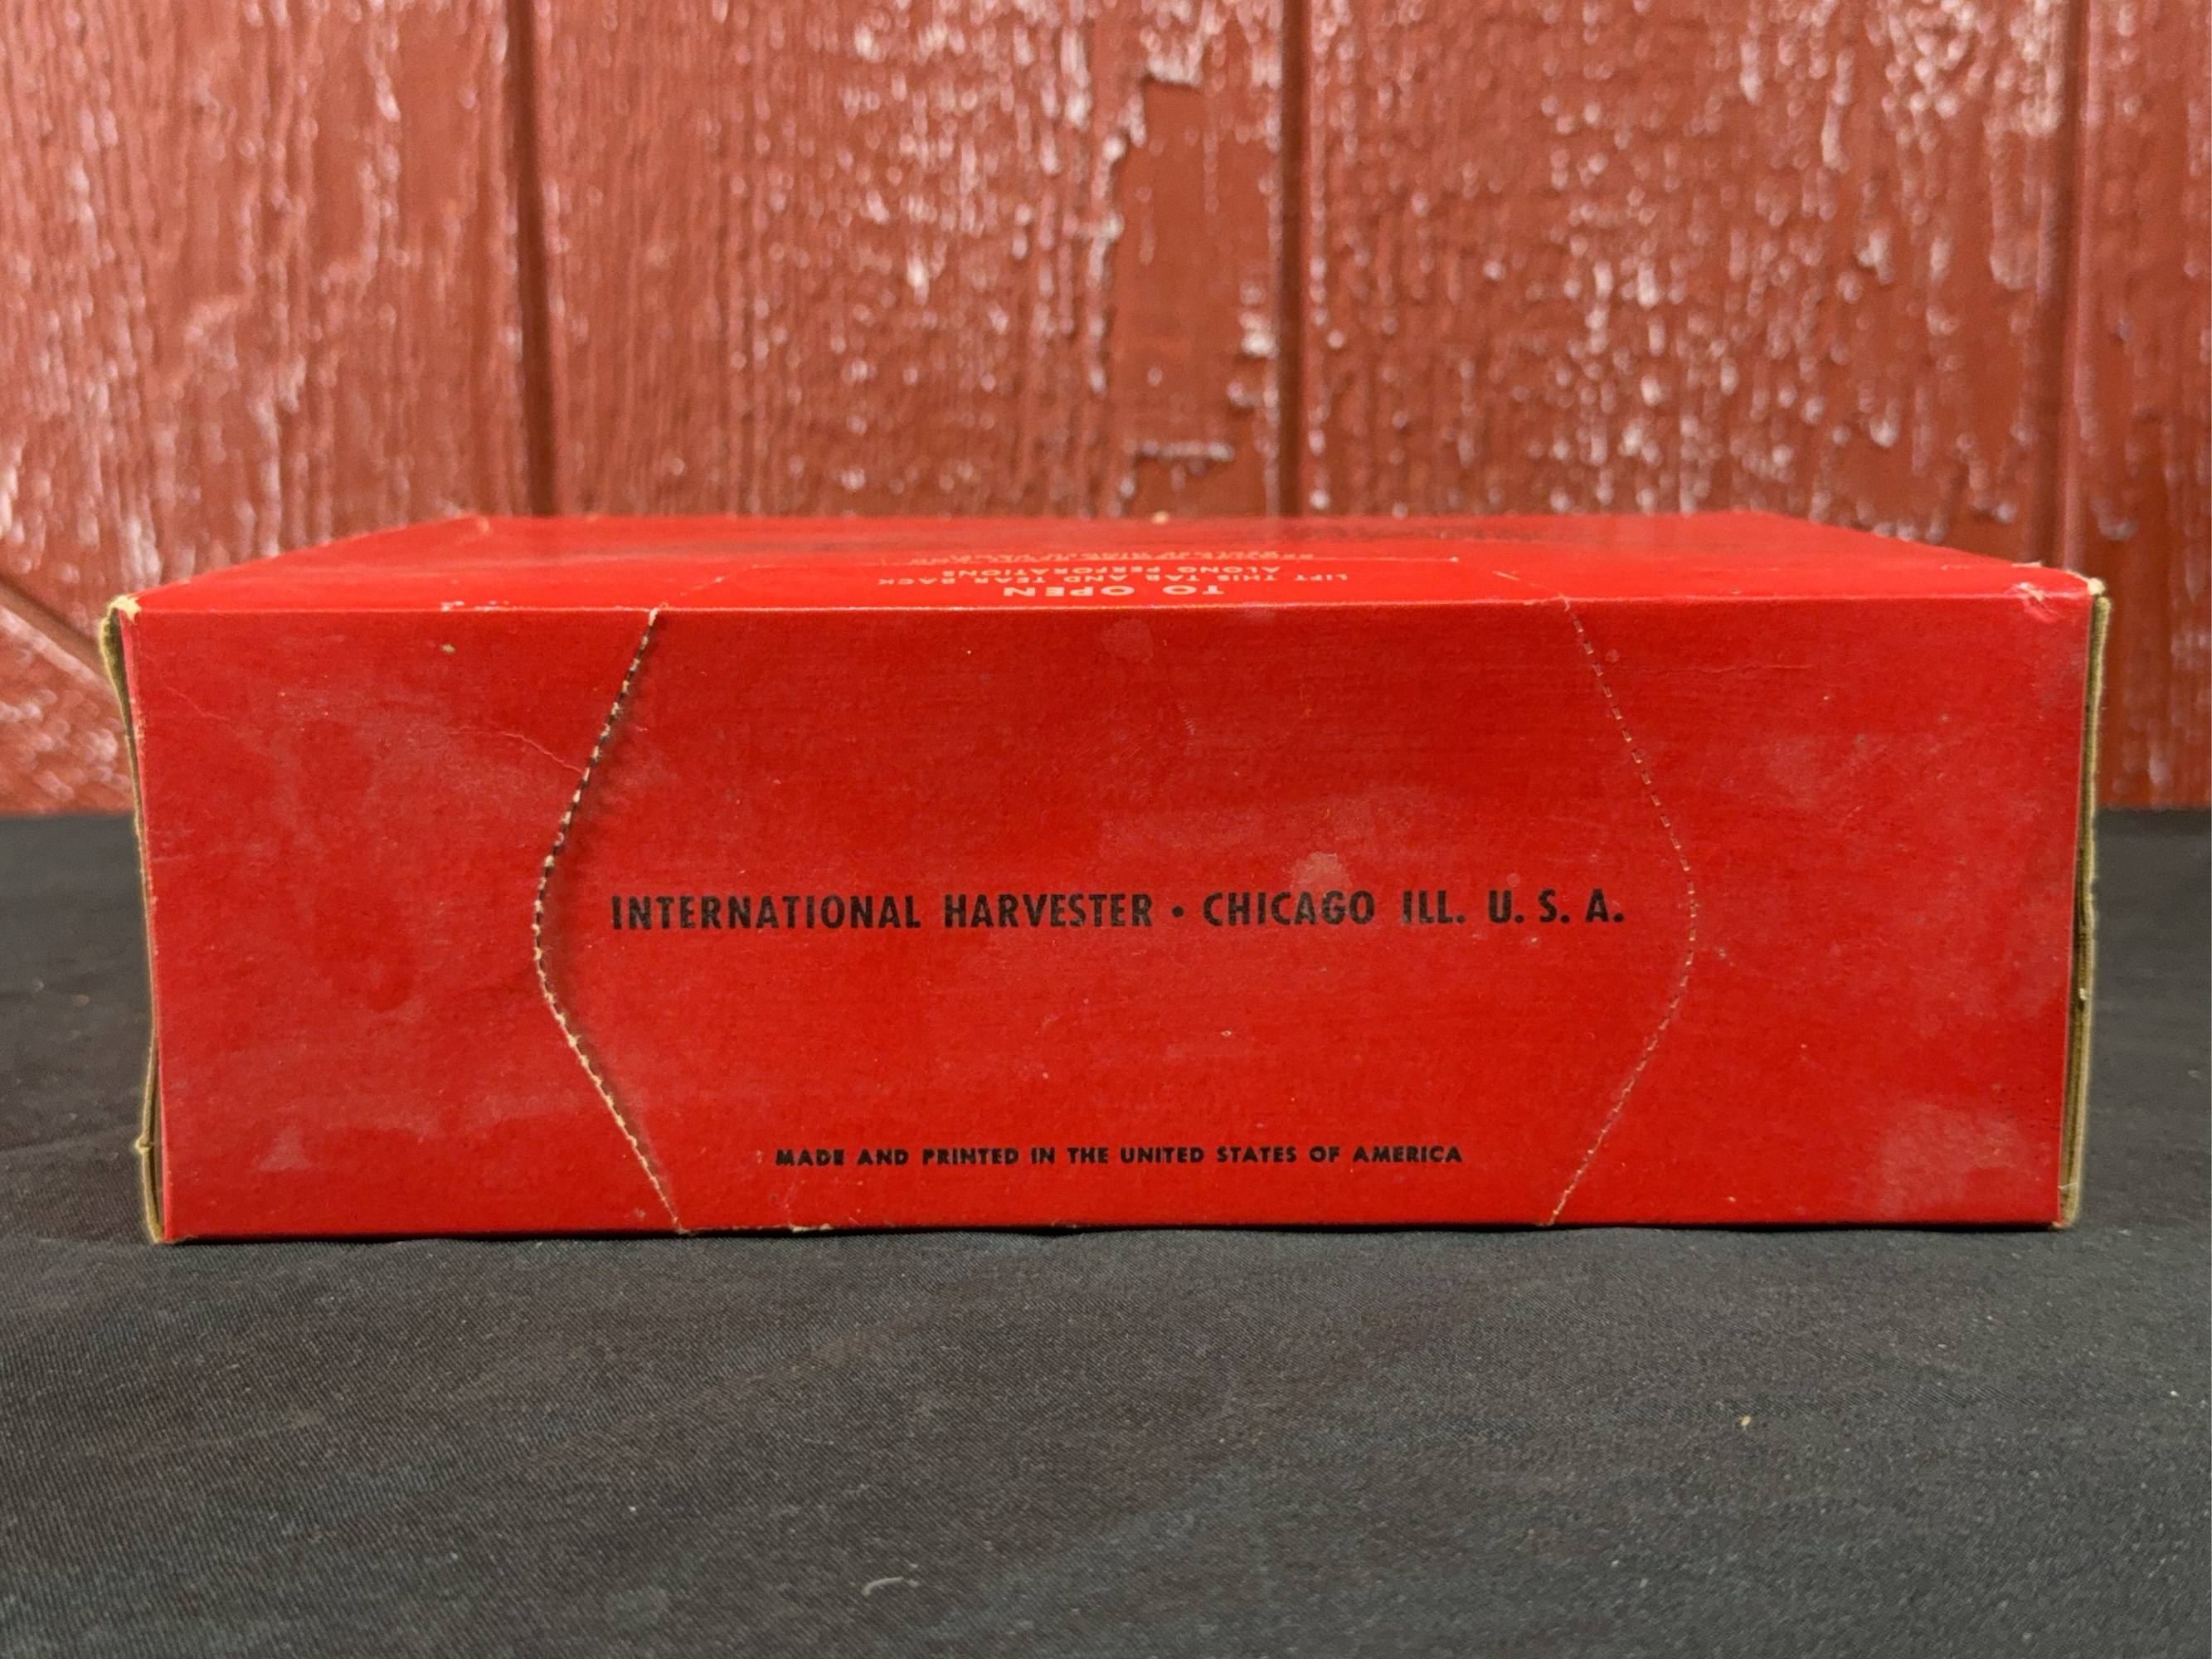 TO OPEN
LIFT THIS TAB AND TEAR BACK
ALONG PERFORATIONS
INTERNATIONAL HARVESTER • CHICAGO ILL. U. S. A.
MADE AND PRINTED IN THE UNITED STATES OF AMERICA